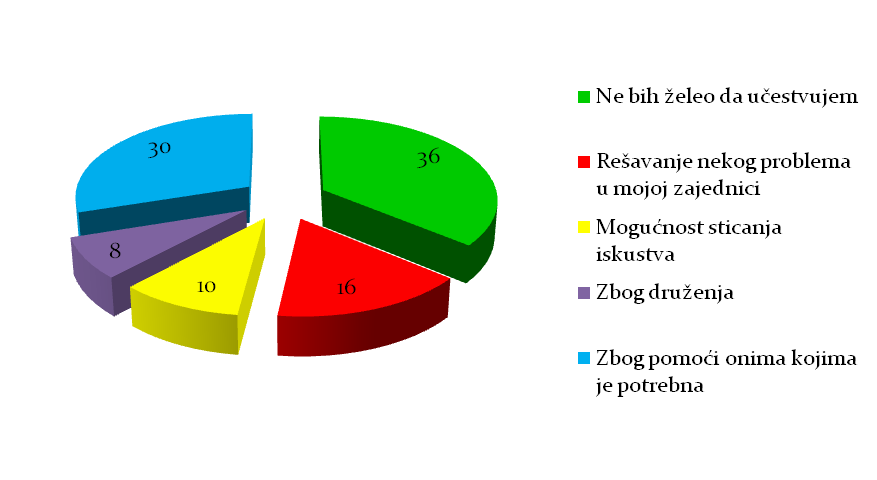 30
36
8
10
16
Ne bih želeo da učestvujem
Rešavanje nekog problema
u mojoj zajednici
Mogućnost sticanja
iskustva
Zbog druženja
Zbog pomoći onima kojima
je potrebna